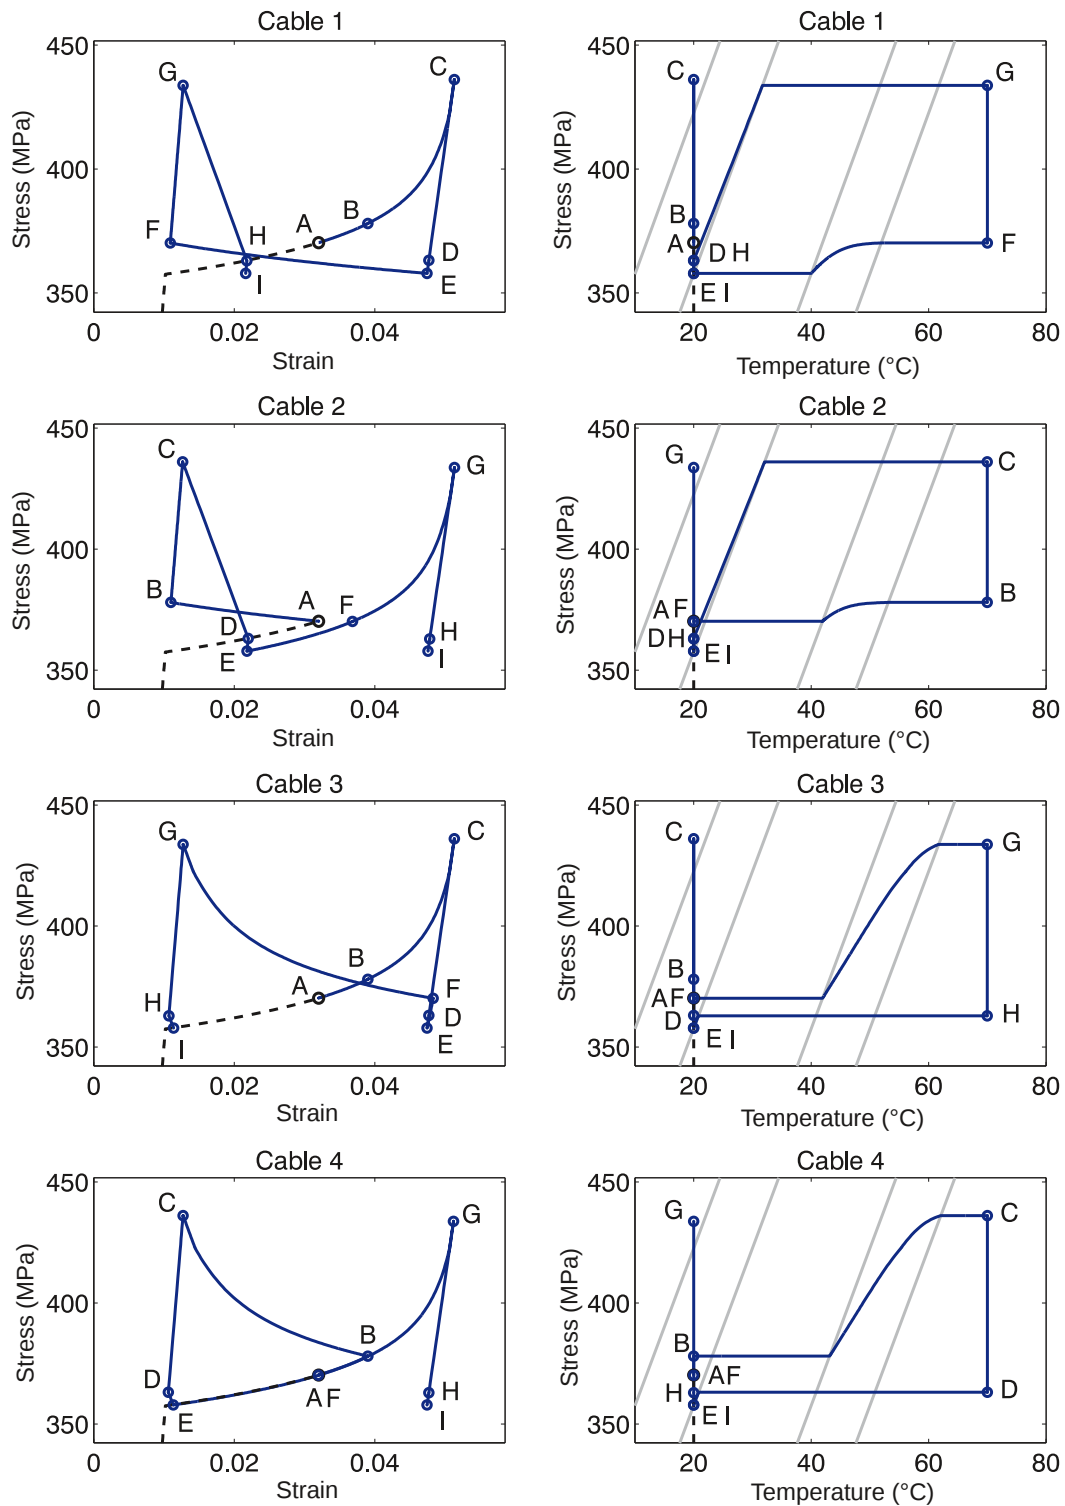 Cable 1
450
400
350
Stress (MPa)
G
C
A
B
F
H
D
I
E
0
0.02
0.04
Strain
Cable 1
450
400
350
Stress (MPa)
C
G
B
A
D H
F
E I
20
40
60
80
Temperature (°C)
Cable 2
450
400
350
Stress (MPa)
C
G
B
A
F
D
H
E
I
0
0.02
0.04
Strain
Cable 2
450
400
350
Stress (MPa)
G
C
A F
B
D H
E I
20
40
60
80
Temperature (°C)
Cable 3
450
400
350
Stress (MPa)
G
C
B
A
F
H
D
I
E
0
0.02
0.04
Strain
Cable 3
450
400
350
Stress (MPa)
C
G
B
A F
D
H
E I
20
40
60
80
Temperature (°C)
Cable 4
450
400
350
Stress (MPa)
C
G
B
D
A F
H
E
I
0
0.02
0.04
Strain
Cable 4
450
400
350
Stress (MPa)
G
C
B
A F
H
D
E I
20
40
60
80
Temperature (°C)